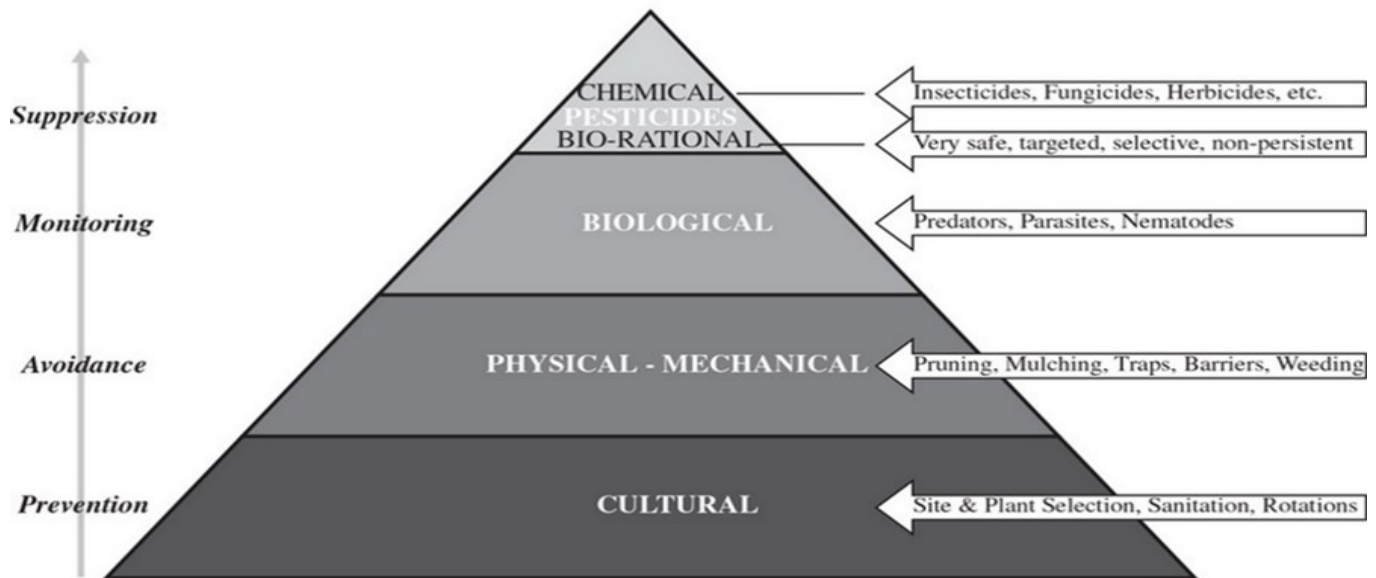 CHEMICAL
Insecticides, Fungicides, Herbicides, etc.
Suppression
PESTICIDES
BIO-RATIONAL
Very safe, targeted, selective, non-persistent
Monitoring
BIOLOGICAL
Predators, Parasites, Nematodes
Avoidance
PHYSICAL - MECHANICAL
Pruning, Mulching, Traps, Barriers, Weeding
Prevention
CULTURAL
Site & Plant Selection, Sanitation, Rotations